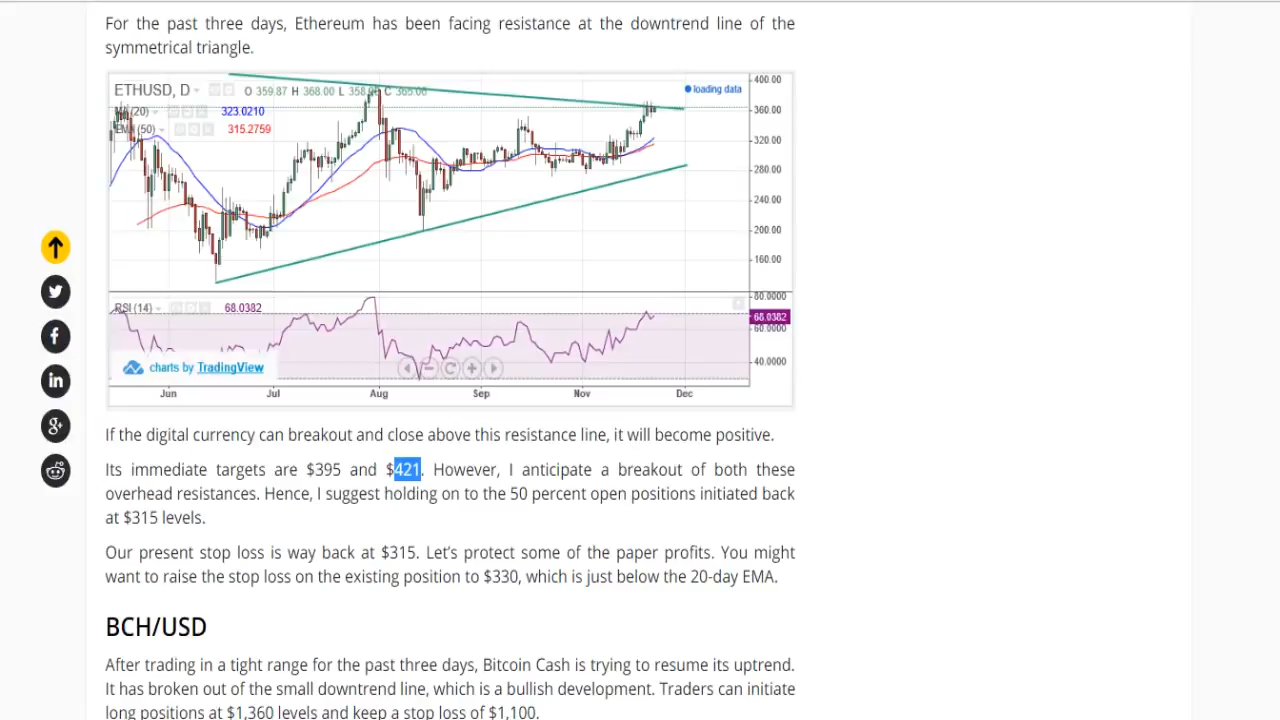 For the past three days, Ethereum has been facing resistance at the downtrend line of the
symmetrical triangle.
ETHUSD, D
O 359.87 H 368.00 L C 365.06
loading data
(20) 323.0210
EMA (50) 315.2759
400.00
360.00
320.00
280.00
240.00
200.00
160.00
RSI (14) 68.0382
80.0000
68.0382
60.0000
40.0000
charts by TradingView
Jun Jul Aug Sep Nov Dec
If the digital currency can breakout and close above this resistance line, it will become positive.
Its immediate targets are $395 and $421. However, I anticipate a breakout of both these
overhead resistances. Hence, I suggest holding on to the 50 percent open positions initiated back
at $315 levels.
Our present stop loss is way back at $315. Let's protect some of the paper profits. You might
want to raise the stop loss on the existing position to $330, which is just below the 20-day EMA.
BCH/USD
After trading in a tight range for the past three days, Bitcoin Cash is trying to resume its uptrend.
It has broken out of the small downtrend line, which is a bullish development. Traders can initiate
long positions at $1,360 levels and keep a stop loss of $1,100.